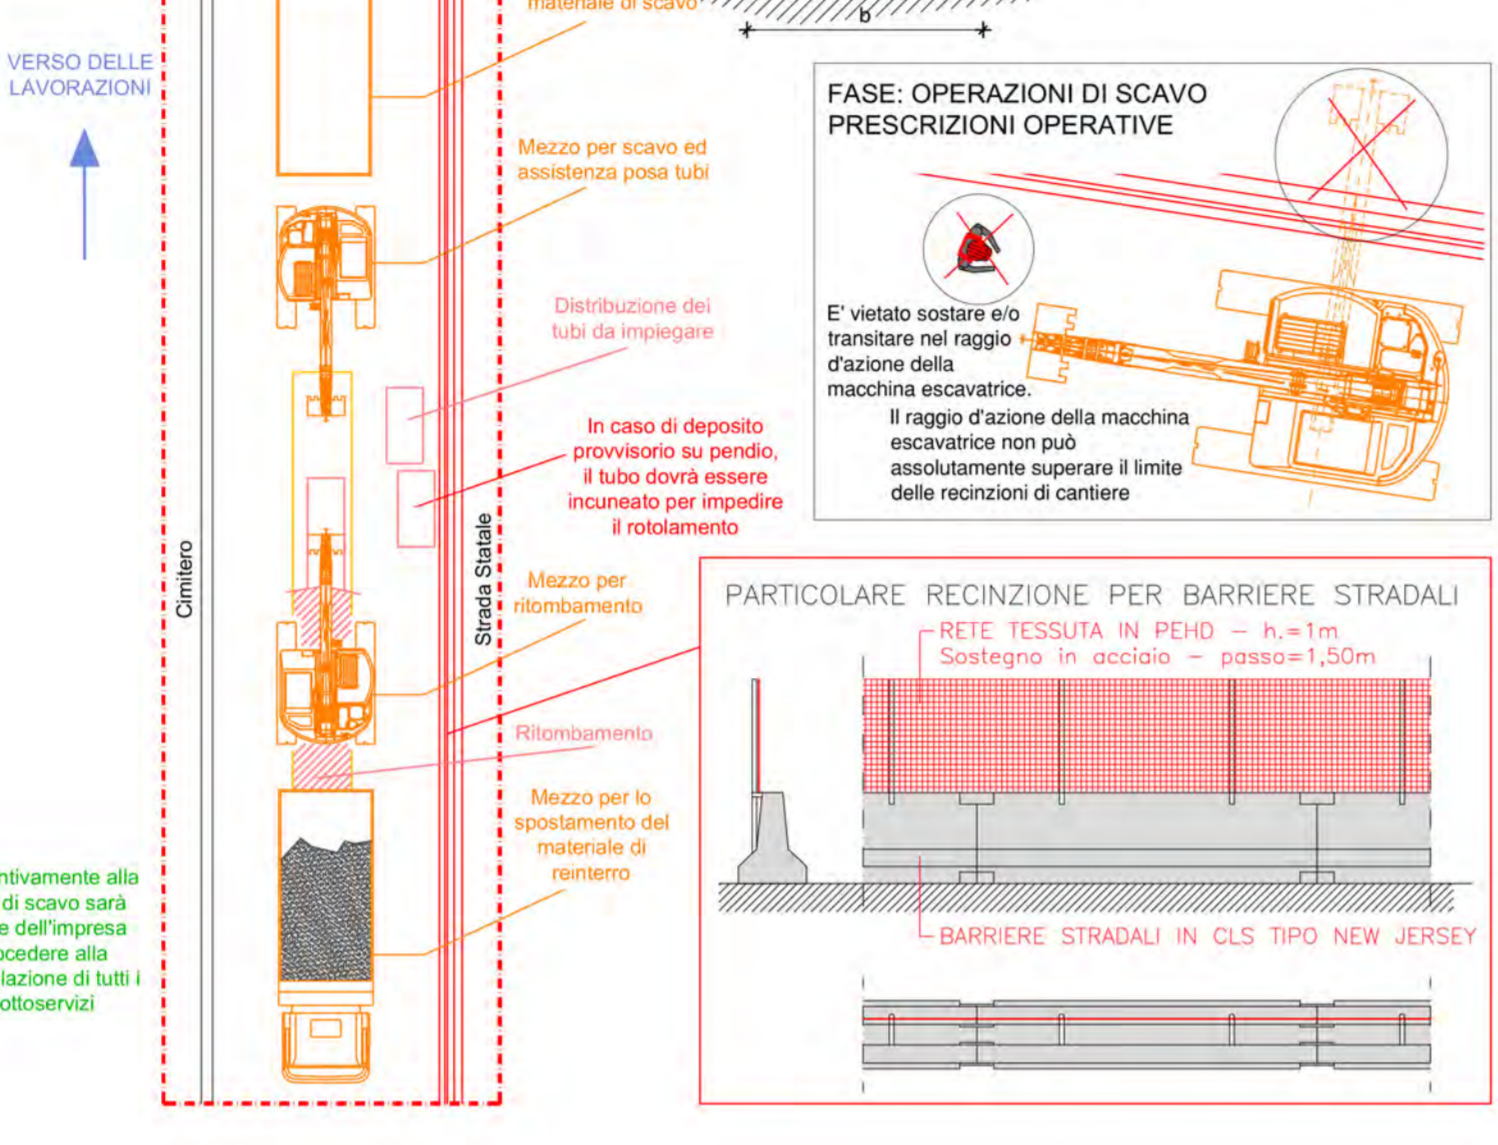 materiale di scavo
b
VERSO DELLE
LAVORAZIONI
FASE: OPERAZIONI DI SCAVO
PRESCRIZIONI OPERATIVE
Mezzo per scavo ed
assistenza posa tubi
Distribuzione dei
tubi da impiegare
E' vietato sostare e/o
transitare nel raggio
d'azione della
macchina escavatrice.
Il raggio d'azione della macchina
escavatrice non può
assolutamente superare il limite
delle recinzioni di cantiere
In caso di deposito
provvisorio su pendio,
il tubo dovrà essere
incuneato per impedire
il rotolamento
Cimitero
Strada Statale
Mezzo per
ritombamento
PARTICOLARE RECINZIONE PER BARRIERE STRADALI
RETE TESSUTA IN PEHD – h.=1m
Sostegno in acciaio – passo=1,50m
Ritombamento
Mezzo per lo
spostamento del
materiale di
reinterro
BARRIERE STRADALI IN CLS TIPO NEW JERSEY
ntivamente alla
di scavo sarà
e dell'impresa
ocedere alla
lazione di tutti i
ottoservizi